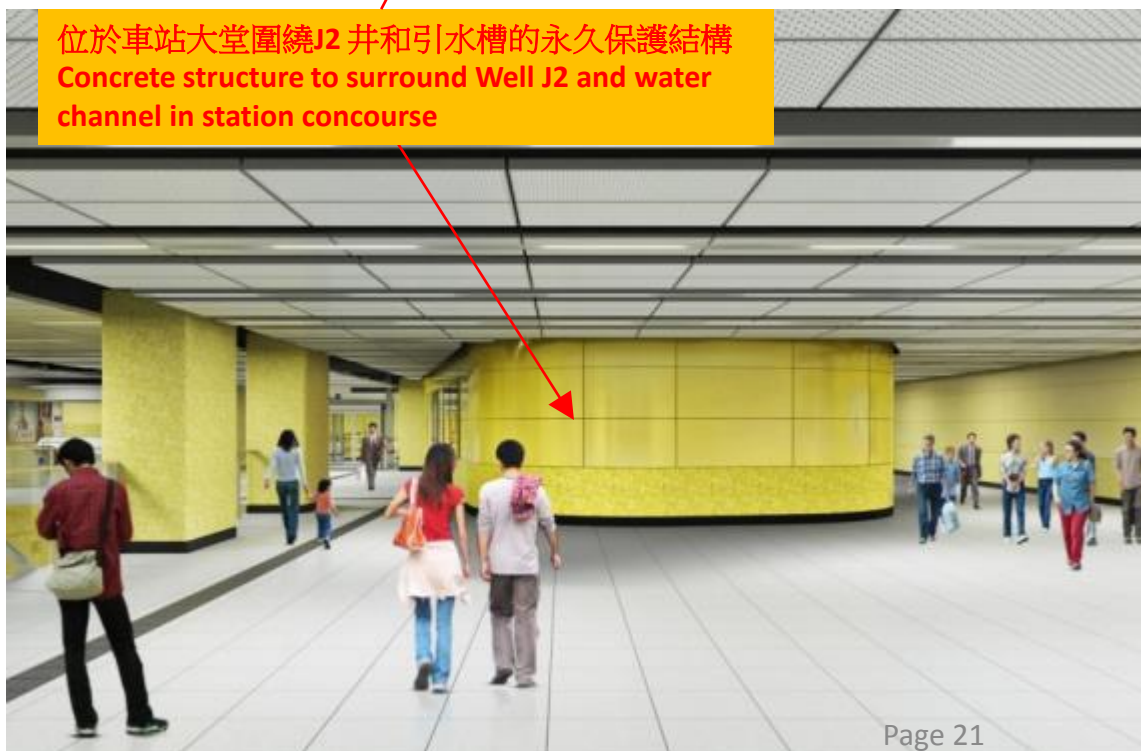 位於車站大堂圍繞J2 井和引水槽的永久保護結構
Concrete structure to surround Well J2 and water
channel in station concourse
Page 21